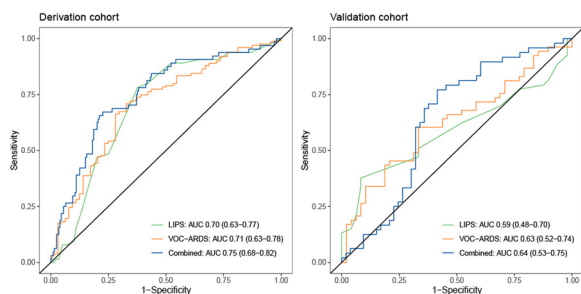 Derivation cohort
1.00
0.75
0.50
0.25
0.00
Sensitivity
LIPS: AUC 0.70 (0.63−0.77)
VOC−ARDS: AUC 0.71 (0.63−0.78)
Combined: AUC 0.75 (0.68−0.82)
0.00 0.25 0.50 0.75 1.00
1−Specificity
Validation cohort
1.00
0.75
0.50
0.25
0.00
Sensitivity
LIPS: AUC 0.59 (0.48−0.70)
VOC−ARDS: AUC 0.63 (0.52−0.74)
Combined: AUC 0.64 (0.53−0.75)
0.00 0.25 0.50 0.75 1.00
1−Specificity